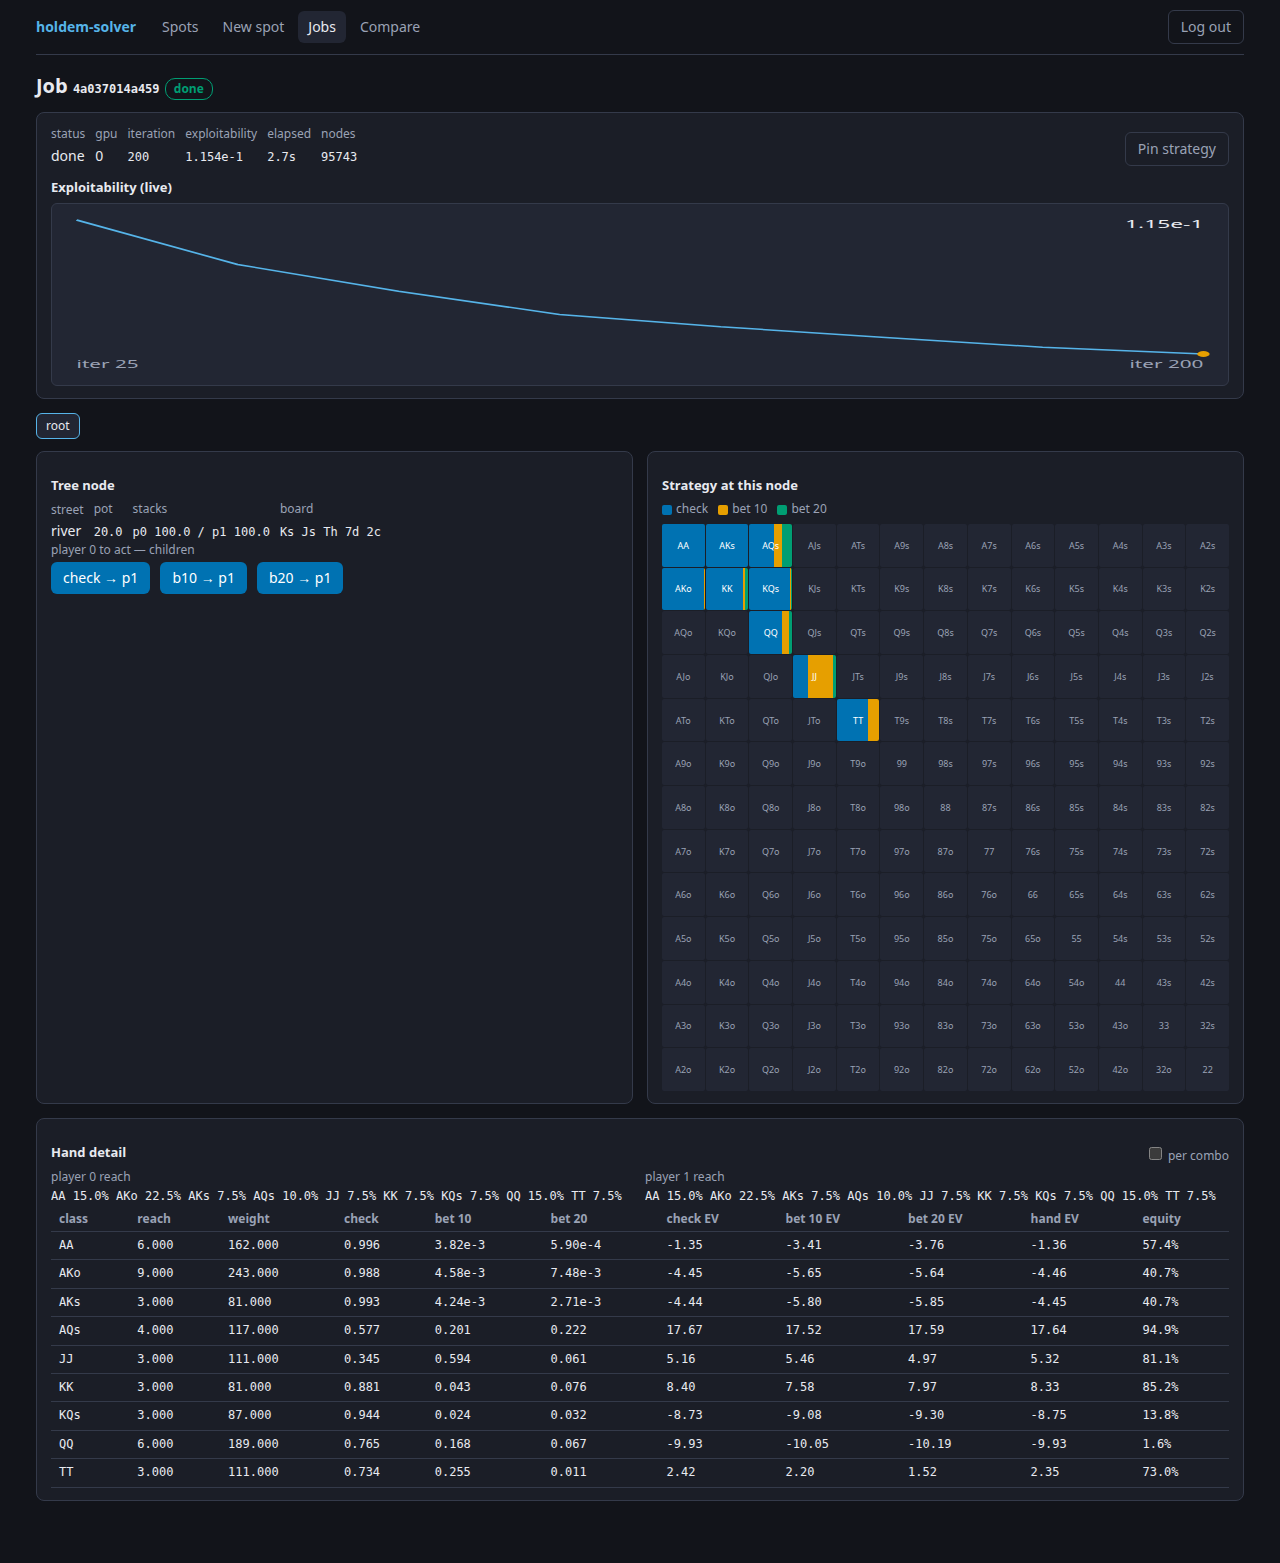 holdem-solver Spots New spot Jobs Compare Log out
Job 4a037014a459 done
status gpu iteration exploitability elapsed nodes
done 0 200 1.154e-1 2.7s 95743
Pin strategy
Exploitability (live)
1.15e-1
iter 25 iter 200
root
Tree node
street pot stacks board
river 20.0 p0 100.0 / p1 100.0 Ks Js Th 7d 2c
player 0 to act — children
check → p1 b10 → p1 b20 → p1
Strategy at this node
check bet 10 bet 20
AA AKs AQs AJs ATs A9s A8s A7s A6s A5s A4s A3s A2s
AKo KK KQs KJs KTs K9s K8s K7s K6s K5s K4s K3s K2s
AQo KQo QQ QJs QTs Q9s Q8s Q7s Q6s Q5s Q4s Q3s Q2s
AJo KJo QJo JJ JTs J9s J8s J7s J6s J5s J4s J3s J2s
ATo KTo QTo JTo TT T9s T8s T7s T6s T5s T4s T3s T2s
A9o K9o Q9o J9o T9o 99 98s 97s 96s 95s 94s 93s 92s
A8o K8o Q8o J8o T8o 98o 88 87s 86s 85s 84s 83s 82s
A7o K7o Q7o J7o T7o 97o 87o 77 76s 75s 74s 73s 72s
A6o K6o Q6o J6o T6o 96o 86o 76o 66 65s 64s 63s 62s
A5o K5o Q5o J5o T5o 95o 85o 75o 65o 55 54s 53s 52s
A4o K4o Q4o J4o T4o 94o 84o 74o 64o 54o 44 43s 42s
A3o K3o Q3o J3o T3o 93o 83o 73o 63o 53o 43o 33 32s
A2o K2o Q2o J2o T2o 92o 82o 72o 62o 52o 42o 32o 22
Hand detail per combo
player 0 reach player 1 reach
AA 15.0% AKo 22.5% AKs 7.5% AQs 10.0% JJ 7.5% KK 7.5% KQs 7.5% QQ 15.0% TT 7.5% AA 15.0% AKo 22.5% AKs 7.5% AQs 10.0% JJ 7.5% KK 7.5% KQs 7.5% QQ 15.0% TT 7.5%
class reach weight check bet 10 bet 20 check EV bet 10 EV bet 20 EV hand EV equity
AA 6.000 162.000 0.996 3.82e-3 5.90e-4 -1.35 -3.41 -3.76 -1.36 57.4%
AKo 9.000 243.000 0.988 4.58e-3 7.48e-3 -4.45 -5.65 -5.64 -4.46 40.7%
AKs 3.000 81.000 0.993 4.24e-3 2.71e-3 -4.44 -5.80 -5.85 -4.45 40.7%
AQs 4.000 117.000 0.577 0.201 0.222 17.67 17.52 17.59 17.64 94.9%
JJ 3.000 111.000 0.345 0.594 0.061 5.16 5.46 4.97 5.32 81.1%
KK 3.000 81.000 0.881 0.043 0.076 8.40 7.58 7.97 8.33 85.2%
KQs 3.000 87.000 0.944 0.024 0.032 -8.73 -9.08 -9.30 -8.75 13.8%
QQ 6.000 189.000 0.765 0.168 0.067 -9.93 -10.05 -10.19 -9.93 1.6%
TT 3.000 111.000 0.734 0.255 0.011 2.42 2.20 1.52 2.35 73.0%